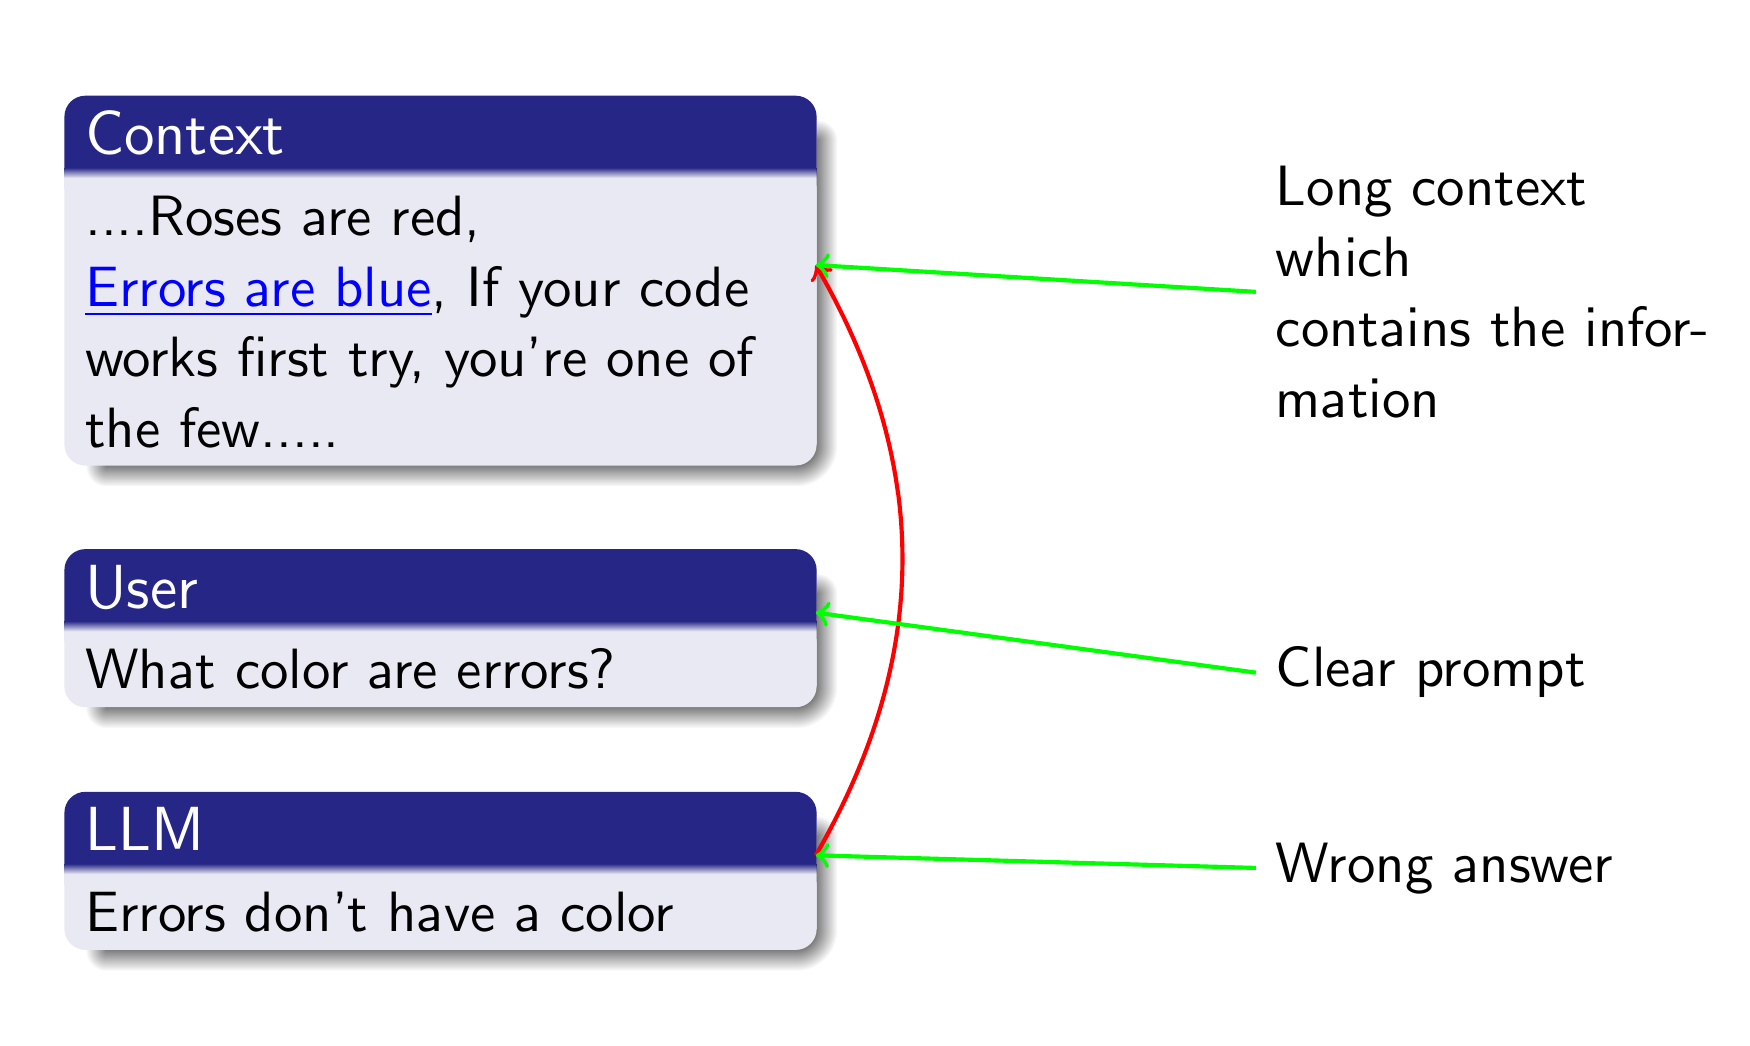 Context
....Roses are red,
Errors are blue, If your code
works first try, you're one of
the few.....
Long context
which
contains the infor-
mation
User
What color are errors?
Clear prompt
LLM
Errors don't have a color
Wrong answer